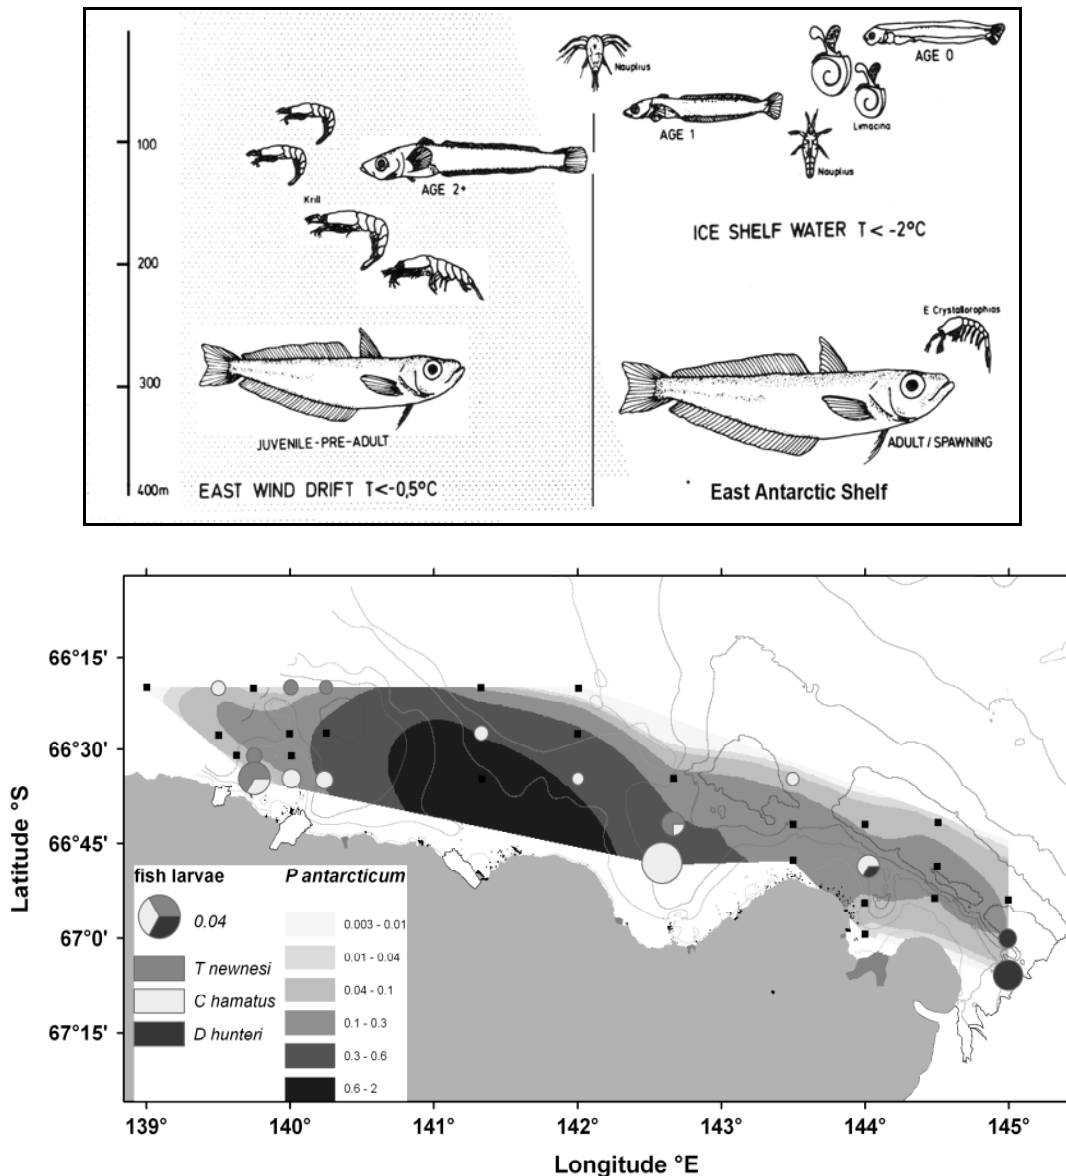 Nauplius
AGE 0
100
AGE 1
Limacina
Nauplius
AGE 2+
Krill
ICE SHELF WATER T < -2°C
200
E Crystallorophias
300
JUVENILE-PRE-ADULT
ADULT / SPAWNING
400m
EAST WIND DRIFT T<-0,5°C
East Antarctic Shelf
66°15'
66°30'
66°45'
67°0'
67°15'
Latitude °S
fish larvae
0.04
T newnesi
C hamatus
D hunteri
P antarcticum
0.003 - 0.01
0.01 - 0.04
0.04 - 0.1
0.1 - 0.3
0.3 - 0.6
0.6 - 2
139°
140°
141°
142°
143°
144°
145°
Longitude °E